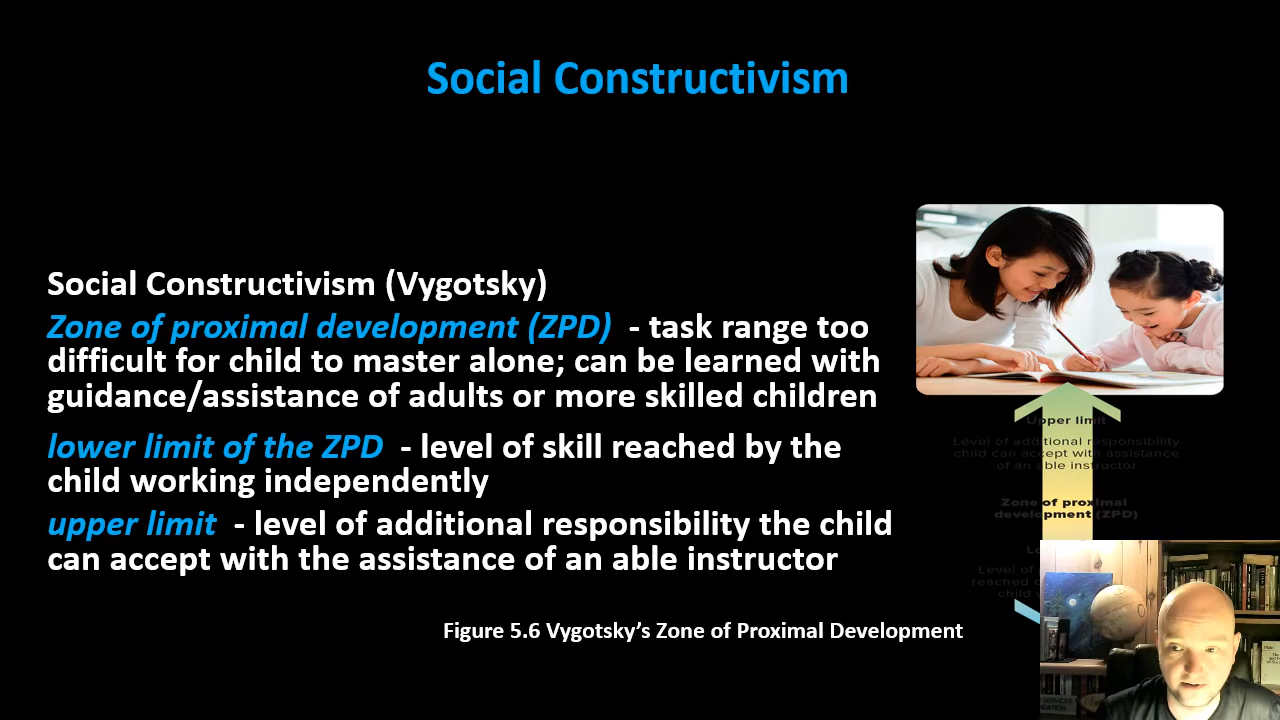 Social Constructivism
Social Constructivism (Vygotsky)
Zone of proximal development (ZPD) - task range too
difficult for child to master alone; can be learned with
guidance/assistance of adults or more skilled children
lower limit of the ZPD - level of skill reached by the
child working independently
upper limit - level of additional responsibility the child
can accept with the assistance of an able instructor
Upper limit
Level of additional responsibility
child can accept with assistance
of an able instructor
Zone of proximal
development (ZPD)
Level of
reached
child
Figure 5.6 Vygotsky’s Zone of Proximal Development